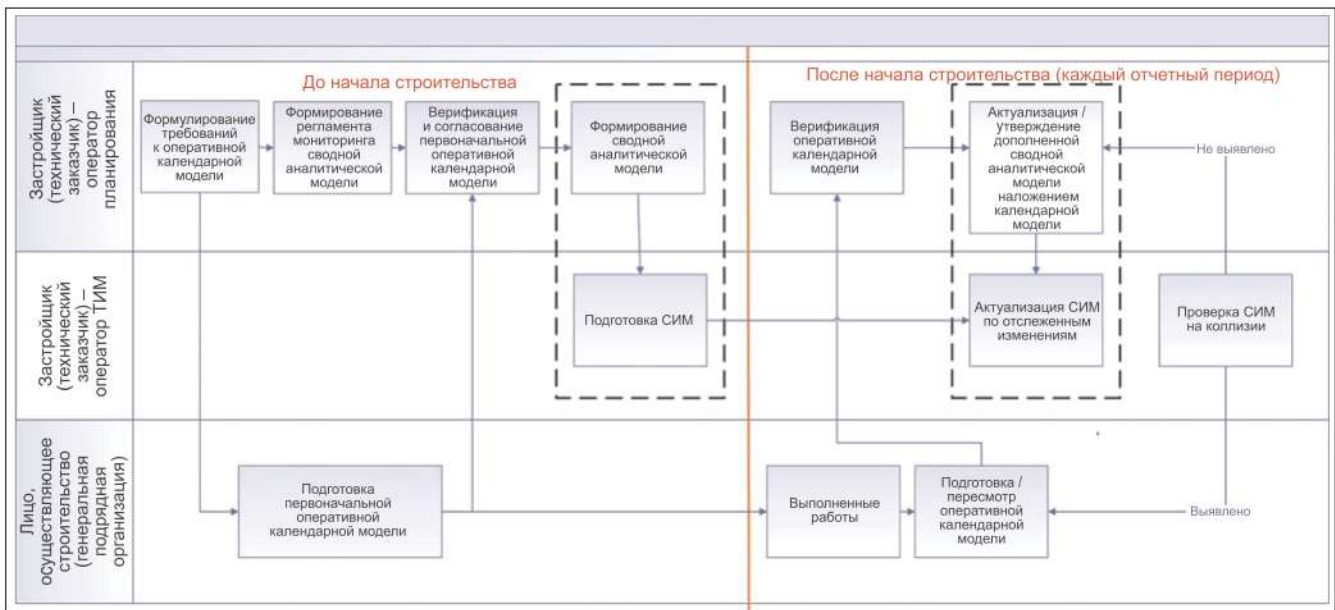 До начала строительства
После начала строительства (каждый отчетный период)
Застройщик
(технический
заказчик) –
оператор
планирования
Формулирование
требований
к оперативной
календарной
модели
Формирование
регламента
мониторинга
сводной
аналитической
модели
Верификация
и согласование
первоначальной
оперативной
календарной
модели
Формирование
сводной
аналитической
модели
Верификация
оперативной
календарной
модели
Актуализация /
утверждение
дополненной
сводной
аналитической
модели
наложением
календарной
модели
Не выявлено
Застройщик
(технический
заказчик) –
оператор ТИМ
Подготовка СИМ
Актуализация СИМ
по отслеженным
изменениям
Проверка СИМ
на коллизии
Лицо,
осуществляющее
строительство
(генеральная
подрядная
организация)
Подготовка
первоначальной
оперативной
календарной модели
Выполненные
работы
Подготовка /
пересмотр
оперативной
календарной
модели
Выявлено